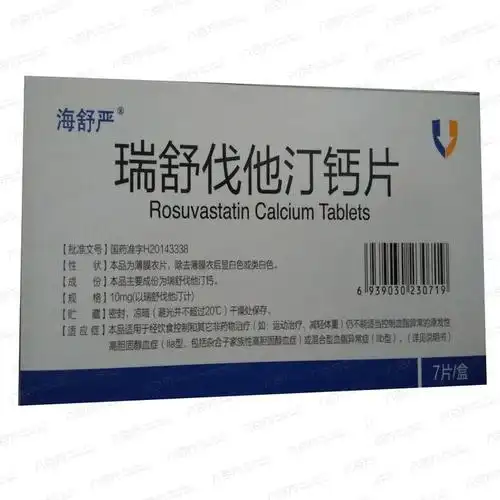 海舒严®
瑞舒伐他汀钙片
Rosuvastatin Calcium Tablets
【批准文号】国药准字H20143338
【性 状】本品为薄膜衣片，除去薄膜衣后显白色或类白色。
【成 份】本品主要成份为瑞舒伐他汀钙。
【规 格】10mg(以瑞舒伐他汀计)
【贮 藏】密封，凉暗（避光并不超过20℃）干燥处保存。
【适应症】本品适用于经饮食控制和其它非药物治疗（如：运动治疗、减轻体重）仍不能适当控制血脂异常的原发性
高胆固醇血症（IIa型，包括杂合子家族性高胆固醇血症）或混合型血脂异常症（IIb型）。（详见说明书）
6 939030 230719
7片/盒